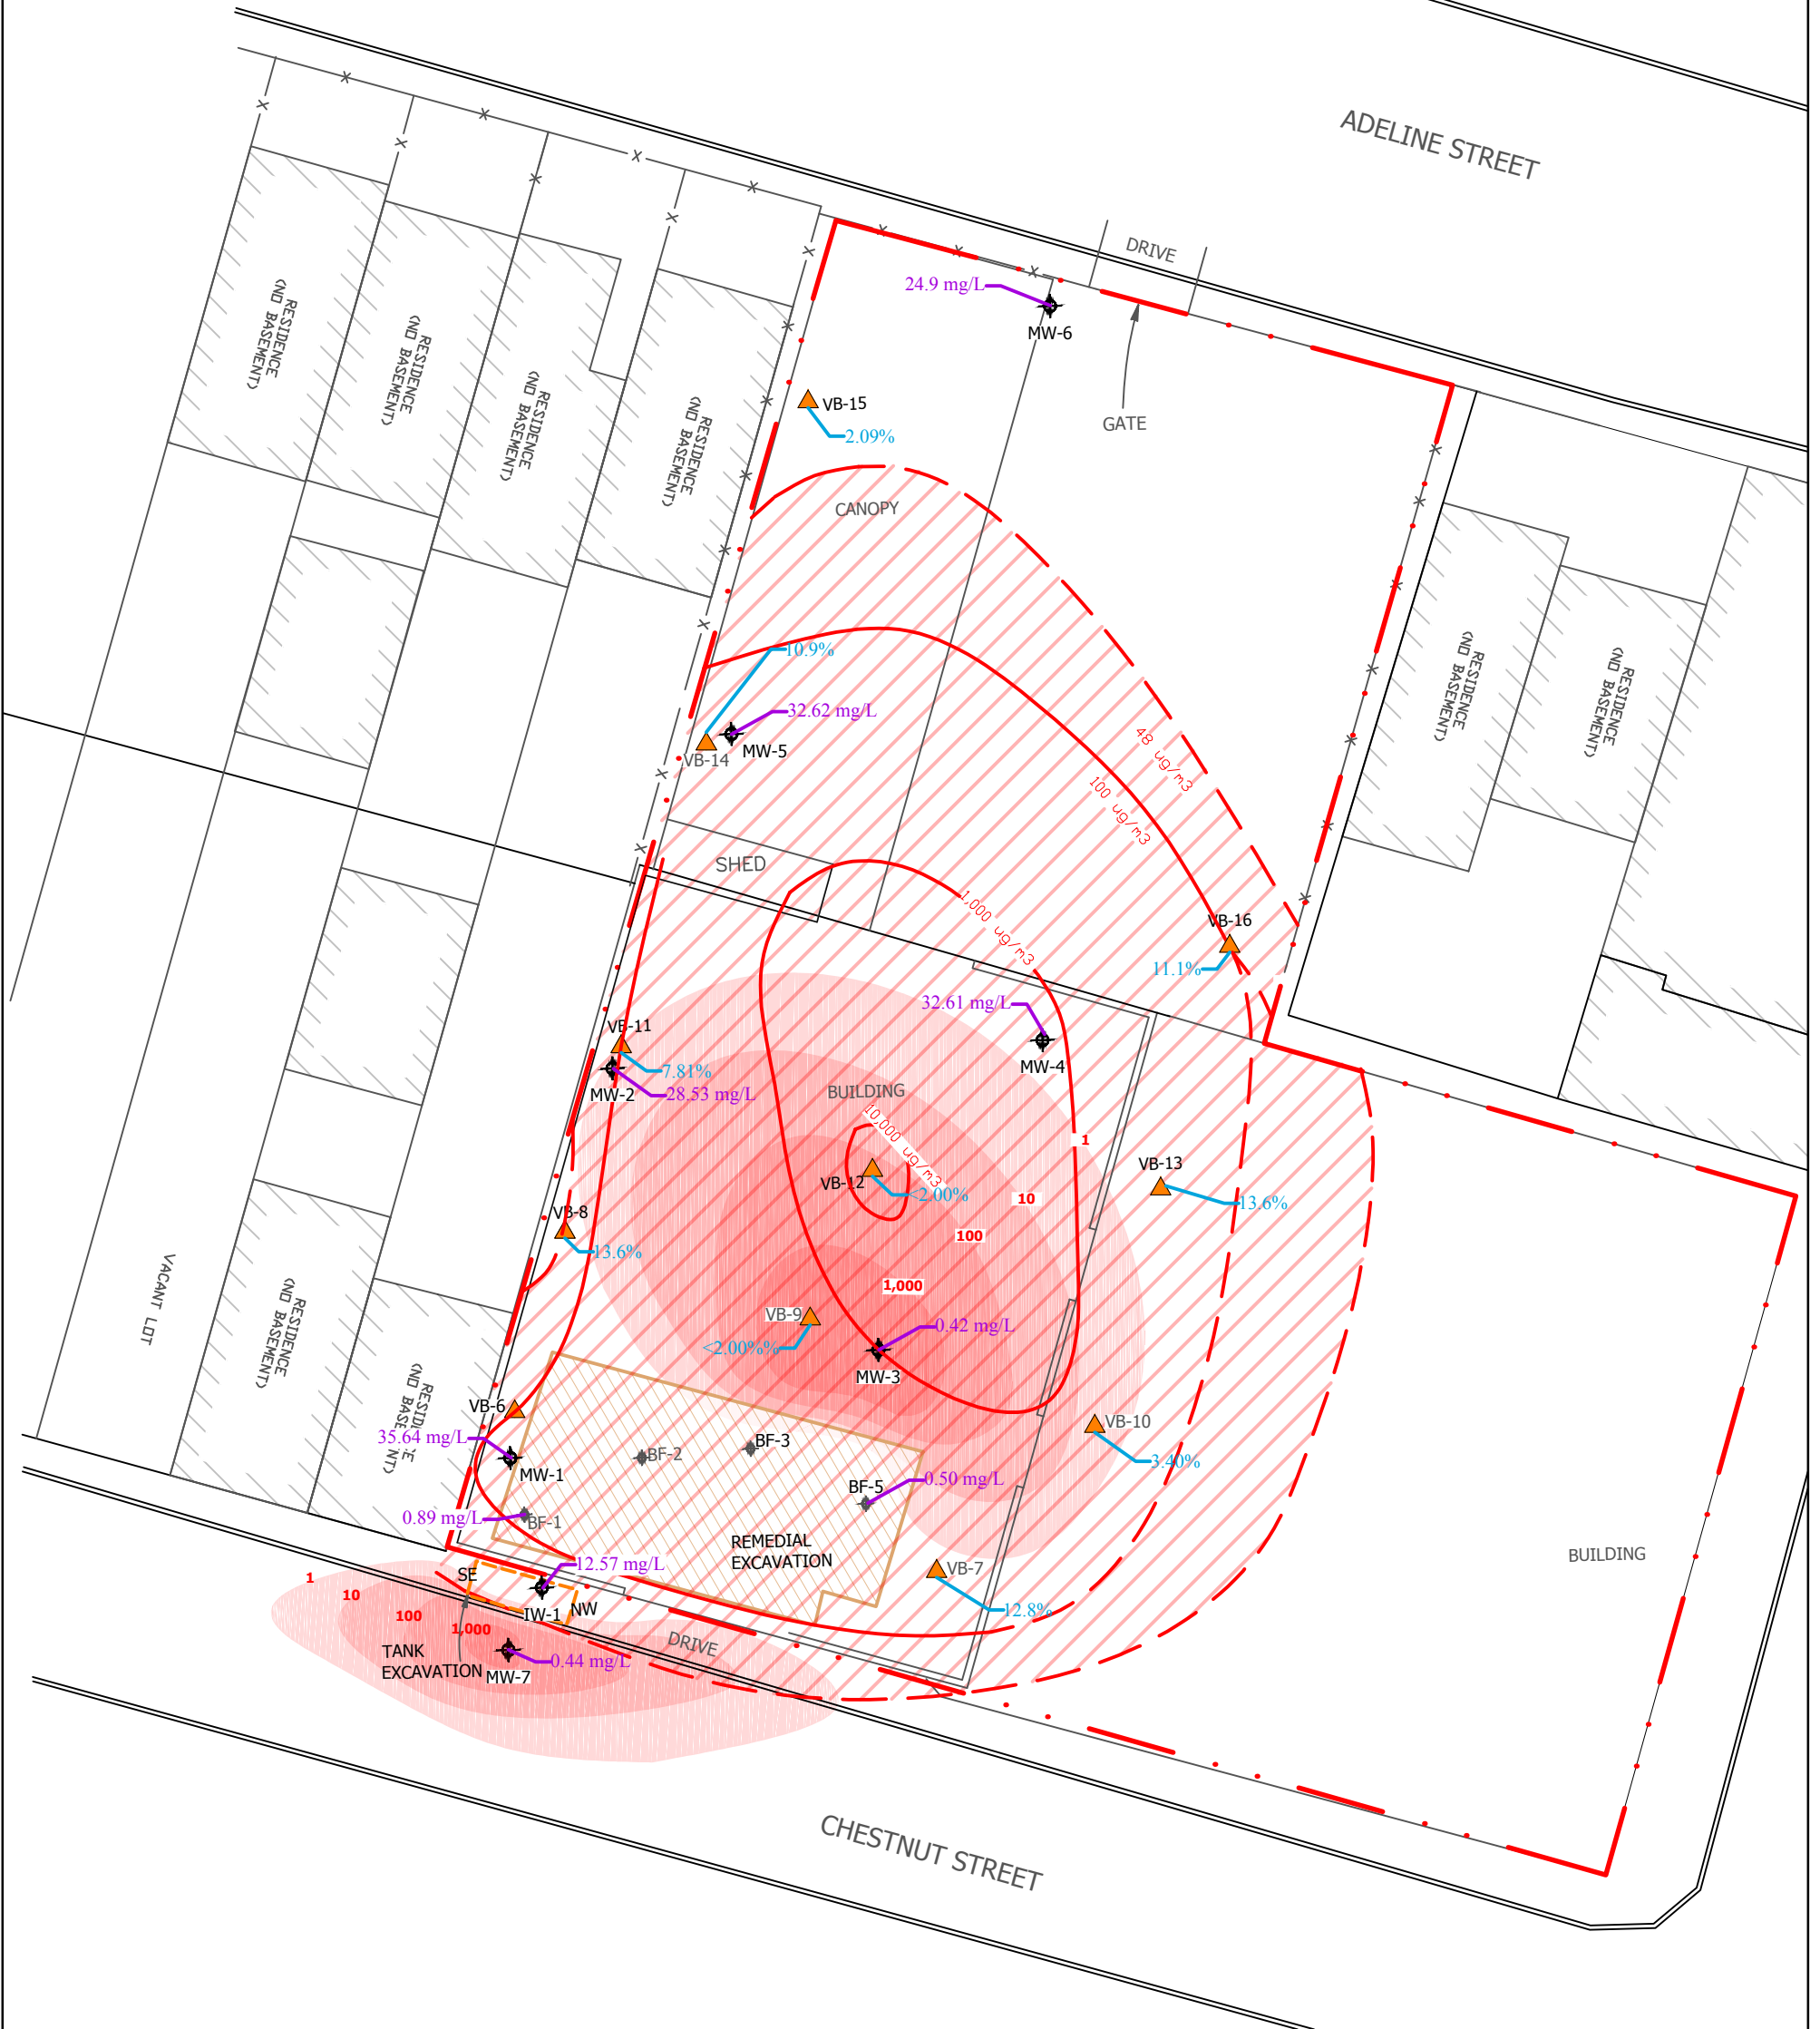 ADELINE STREET
DRIVE
24.9 mg/L
MW-6
GATE
VB-15
2.09%
RESIDENCE
(NO BASEMENT)
RESIDENCE
(NO BASEMENT)
RESIDENCE
(NO BASEMENT)
RESIDENCE
(NO BASEMENT)
CANOPY
10.9%
32.62 mg/L
MW-5
VB-14
48 ug/m3
100 ug/m3
RESIDENCE
(NO BASEMENT)
RESIDENCE
(NO BASEMENT)
SHED
1,000 ug/m3
VB-16
11.1%
32.61 mg/L
MW-4
VB-11
7.81%
MW-2
28.53 mg/L
BUILDING
10,000 ug/m3
1
VB-12
<2.00%
10
VB-13
13.6%
VB-8
13.6%
100
1,000
VACANT LOT
RESIDENCE
(NO BASEMENT)
VB-9
<2.00%%
0.42 mg/L
MW-3
RESIDENCE
VB-6
35.64 mg/L
MW-1
BF-2
BF-3
VB-10
3.40%
BF-5
0.50 mg/L
0.89 mg/L
BF-1
REMEDIAL
EXCAVATION
12.57 mg/L
VB-7
12.8%
BUILDING
SE
IW-1
NW
1
10
100
1,000
TANK
EXCAVATION
MW-7
0.44 mg/L
DRIVE
CHESTNUT STREET